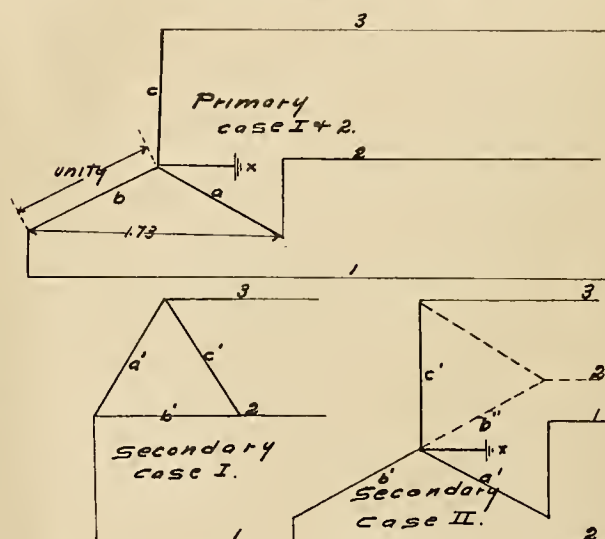 3
c
Primary
case I & 2.
x
2
unity
b
a
1.73
1
3
a'
c'
b'
2
secondary
case I.
1
3
c'
2
b"
1
x
b'
a'
Secondary
Case II.
2